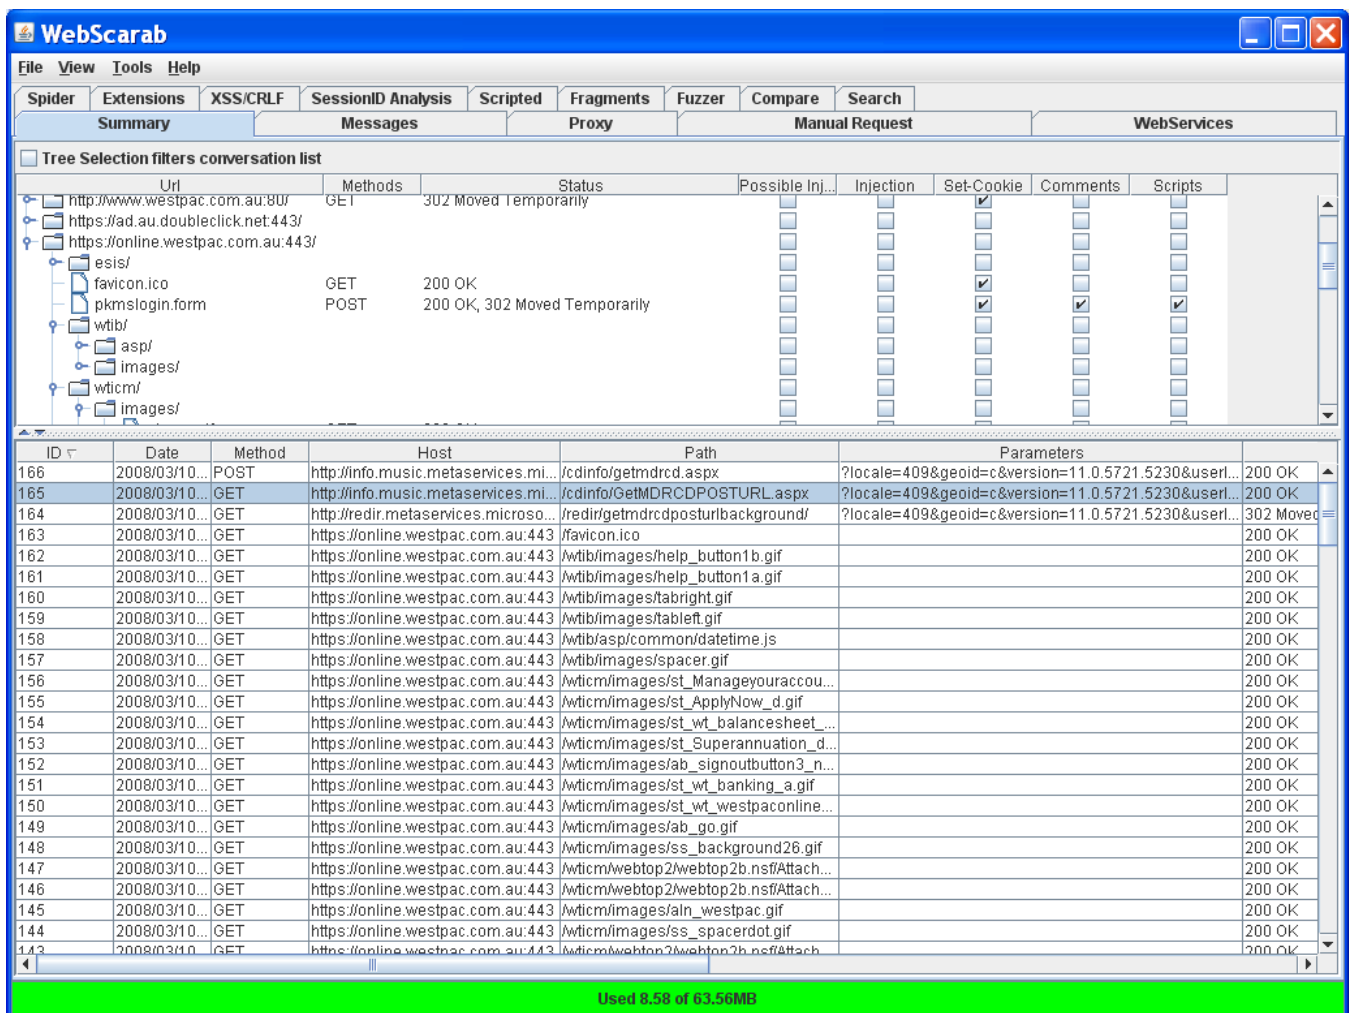 WebScarab
File View Tools Help
Spider Extensions XSS/CRLF SessionID Analysis Scripted Fragments Fuzzer Compare Search
Summary Messages Proxy Manual Request WebServices
Tree Selection filters conversation list
Url Methods Status Possible Inj... Injection Set-Cookie Comments Scripts
http://www.westpac.com.au:80/ GET 302 Moved Temporarily
https://ad.au.doubleclick.net:443/
https://online.westpac.com.au:443/
esis/
favicon.ico GET 200 OK
pkmslogin.form POST 200 OK, 302 Moved Temporarily
wtib/
asp/
images/
wticm/
images/
ID Date Method Host Path Parameters
166 2008/03/10... POST http://info.music.metaservices.mi... /cdinfo/getmdrcd.aspx ?locale=409&geoid=c&version=11.0.5721.5230&userI... 200 OK
165 2008/03/10... GET http://info.music.metaservices.mi... /cdinfo/GetMDRCDPOSTURL.aspx ?locale=409&geoid=c&version=11.0.5721.5230&userI... 200 OK
164 2008/03/10... GET http://redir.metaservices.microso... /redir/getmdrcdposturlbackground/ ?locale=409&geoid=c&version=11.0.5721.5230&userI... 302 Moved
163 2008/03/10... GET https://online.westpac.com.au:443 /favicon.ico 200 OK
162 2008/03/10... GET https://online.westpac.com.au:443 /wtib/images/help_button1b.gif 200 OK
161 2008/03/10... GET https://online.westpac.com.au:443 /wtib/images/help_button1a.gif 200 OK
160 2008/03/10... GET https://online.westpac.com.au:443 /wtib/images/tabright.gif 200 OK
159 2008/03/10... GET https://online.westpac.com.au:443 /wtib/images/tableft.gif 200 OK
158 2008/03/10... GET https://online.westpac.com.au:443 /wtib/asp/common/datetime.js 200 OK
157 2008/03/10... GET https://online.westpac.com.au:443 /wtib/images/spacer.gif 200 OK
156 2008/03/10... GET https://online.westpac.com.au:443 /wticm/images/st_Manageyouraccou... 200 OK
155 2008/03/10... GET https://online.westpac.com.au:443 /wticm/images/st_ApplyNow_d.gif 200 OK
154 2008/03/10... GET https://online.westpac.com.au:443 /wticm/images/st_wt_balancesheet_... 200 OK
153 2008/03/10... GET https://online.westpac.com.au:443 /wticm/images/st_Superannuation_d... 200 OK
152 2008/03/10... GET https://online.westpac.com.au:443 /wticm/images/ab_signoutbutton3_n... 200 OK
151 2008/03/10... GET https://online.westpac.com.au:443 /wticm/images/st_wt_banking_a.gif 200 OK
150 2008/03/10... GET https://online.westpac.com.au:443 /wticm/images/st_wt_westpaconline... 200 OK
149 2008/03/10... GET https://online.westpac.com.au:443 /wticm/images/ab_go.gif 200 OK
148 2008/03/10... GET https://online.westpac.com.au:443 /wticm/images/ss_background26.gif 200 OK
147 2008/03/10... GET https://online.westpac.com.au:443 /wticm/webtop2/webtop2b.nsf/Attach... 200 OK
146 2008/03/10... GET https://online.westpac.com.au:443 /wticm/webtop2/webtop2b.nsf/Attach... 200 OK
145 2008/03/10... GET https://online.westpac.com.au:443 /wticm/images/aln_westpac.gif 200 OK
144 2008/03/10... GET https://online.westpac.com.au:443 /wticm/images/ss_spacerdot.gif 200 OK
143 2008/03/10... GET https://online.westpac.com.au:443 /wticm/webtop2/webtop2b.nsf/Attach... 200 OK
Used 8.58 of 63.56MB